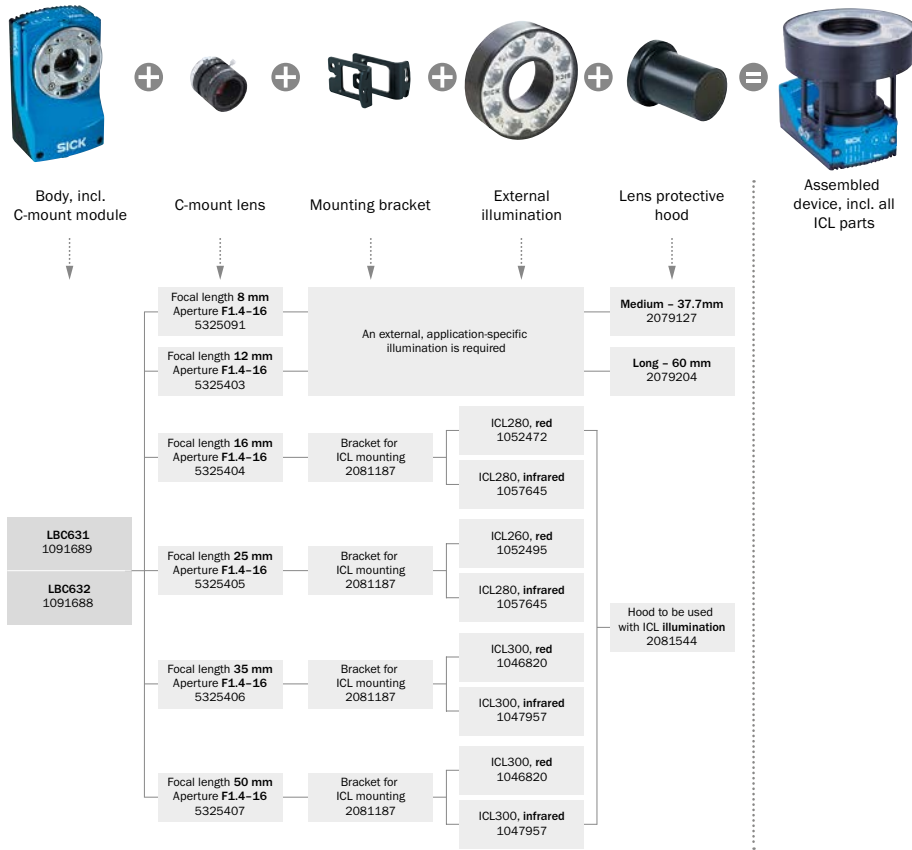 SICK
SICK
Body, incl.
C-mount module
C-mount lens
Mounting bracket
External
illumination
Lens protective
hood
Assembled
device, incl. all
ICL parts
Focal length 8 mm
Aperture F1.4–16
5325091
An external, application-specific
illumination is required
Medium – 37.7mm
2079127
Focal length 12 mm
Aperture F1.4–16
5325403
Long – 60 mm
2079204
Focal length 16 mm
Aperture F1.4–16
5325404
Bracket for
ICL mounting
2081187
ICL280, red
1052472
ICL280, infrared
1057645
LBC631
1091689
LBC632
1091688
Focal length 25 mm
Aperture F1.4–16
5325405
Bracket for
ICL mounting
2081187
ICL260, red
1052495
ICL280, infrared
1057645
Hood to be used
with ICL illumination
2081544
Focal length 35 mm
Aperture F1.4–16
5325406
Bracket for
ICL mounting
2081187
ICL300, red
1046820
ICL300, infrared
1047957
Focal length 50 mm
Aperture F1.4–16
5325407
Bracket for
ICL mounting
2081187
ICL300, red
1046820
ICL300, infrared
1047957